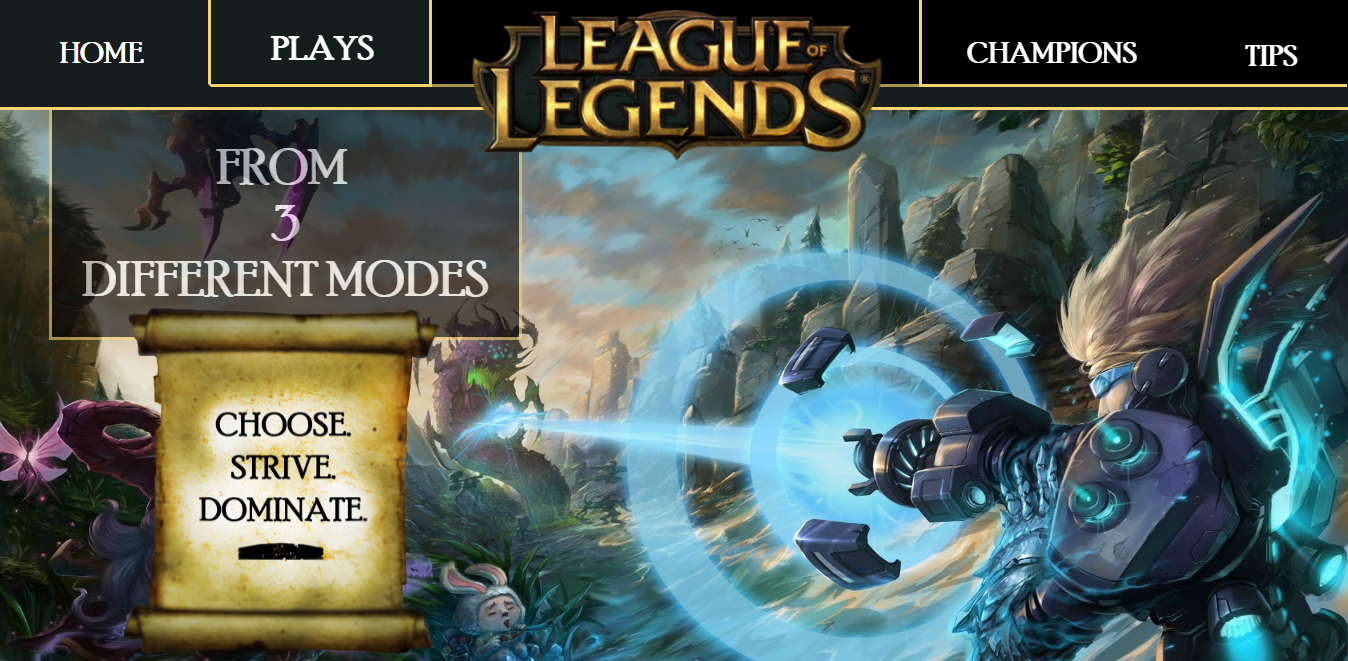 HOME
PLAYS
LEAGUE OF
LEGENDS®
CHAMPIONS
TIPS
FROM
3
DIFFERENT MODES
CHOOSE.
STRIVE.
DOMINATE.